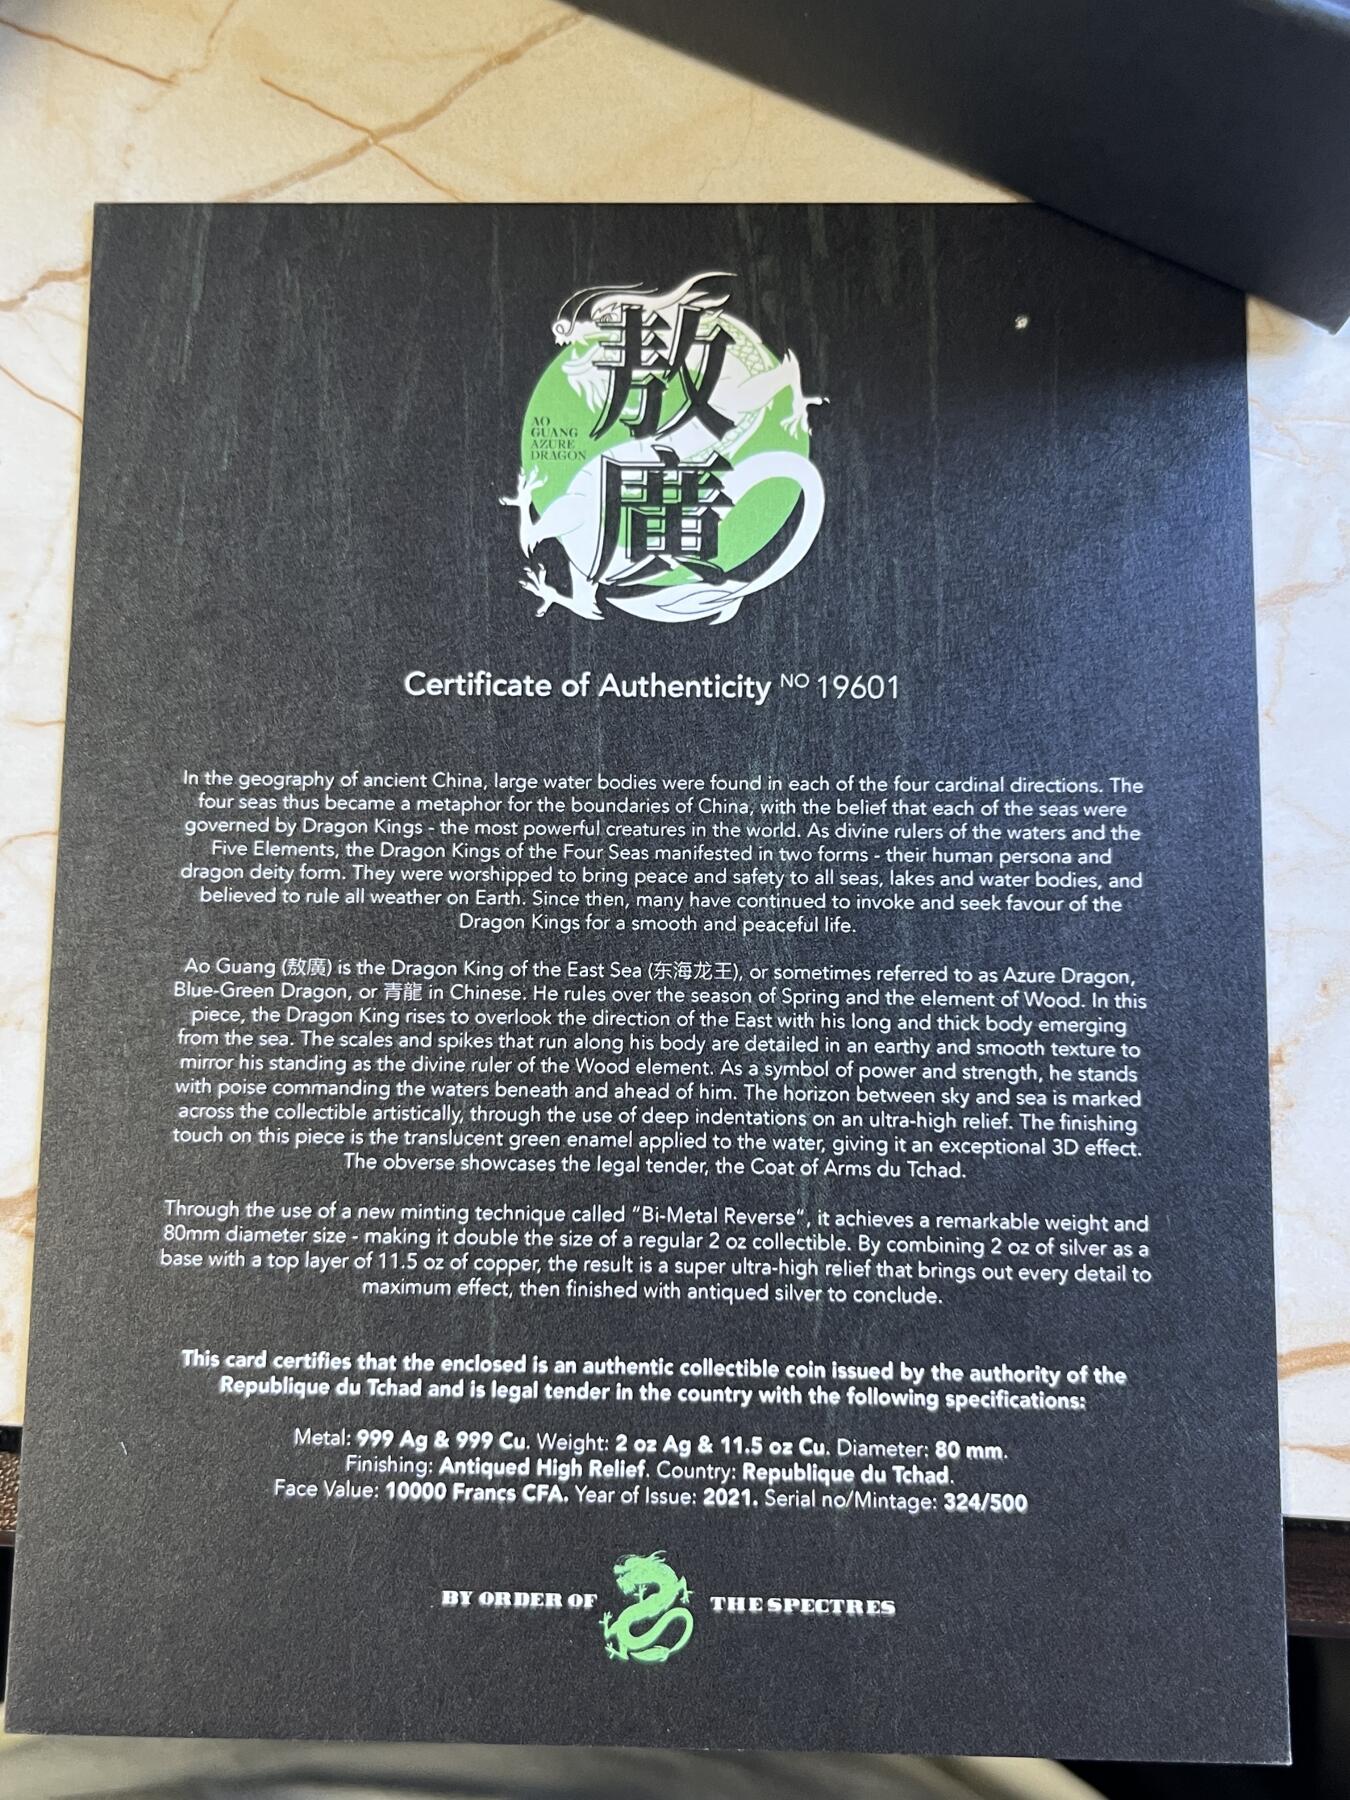 敖
廣
AO
GUANG
AZURE
DRAGON
Certificate of Authenticity NO 19601
In the geography of ancient China, large water bodies were found in each of the four cardinal directions. The
four seas thus became a metaphor for the boundaries of China, with the belief that each of the seas were
governed by Dragon Kings - the most powerful creatures in the world. As divine rulers of the waters and the
Five Elements, the Dragon Kings of the Four Seas manifested in two forms - their human persona and
dragon deity form. They were worshipped to bring peace and safety to all seas, lakes and water bodies, and
believed to rule all weather on Earth. Since then, many have continued to invoke and seek favour of the
Dragon Kings for a smooth and peaceful life.
Ao Guang (敖廣) is the Dragon King of the East Sea (东海龙王), or sometimes referred to as Azure Dragon,
Blue-Green Dragon, or 青龍 in Chinese. He rules over the season of Spring and the element of Wood. In this
piece, the Dragon King rises to overlook the direction of the East with his long and thick body emerging
from the sea. The scales and spikes that run along his body are detailed in an earthy and smooth texture to
mirror his standing as the divine ruler of the Wood element. As a symbol of power and strength, he stands
with poise commanding the waters beneath and ahead of him. The horizon between sky and sea is marked
across the collectible artistically, through the use of deep indentations on an ultra-high relief. The finishing
touch on this piece is the translucent green enamel applied to the water, giving it an exceptional 3D effect.
The obverse showcases the legal tender, the Coat of Arms du Tchad.
Through the use of a new minting technique called "Bi-Metal Reverse", it achieves a remarkable weight and
80mm diameter size - making it double the size of a regular 2 oz collectible. By combining 2 oz of silver as a
base with a top layer of 11.5 oz of copper, the result is a super ultra-high relief that brings out every detail to
maximum effect, then finished with antiqued silver to conclude.
This card certifies that the enclosed is an authentic collectible coin issued by the authority of the
Republique du Tchad and is legal tender in the country with the following specifications:
Metal: 999 Ag & 999 Cu. Weight: 2 oz Ag & 11.5 oz Cu. Diameter: 80 mm.
Finishing: Antiqued High Relief. Country: Republique du Tchad.
Face Value: 10000 Francs CFA. Year of Issue: 2021. Serial no/Mintage: 324/500
BY ORDER OF THE SPECTRES